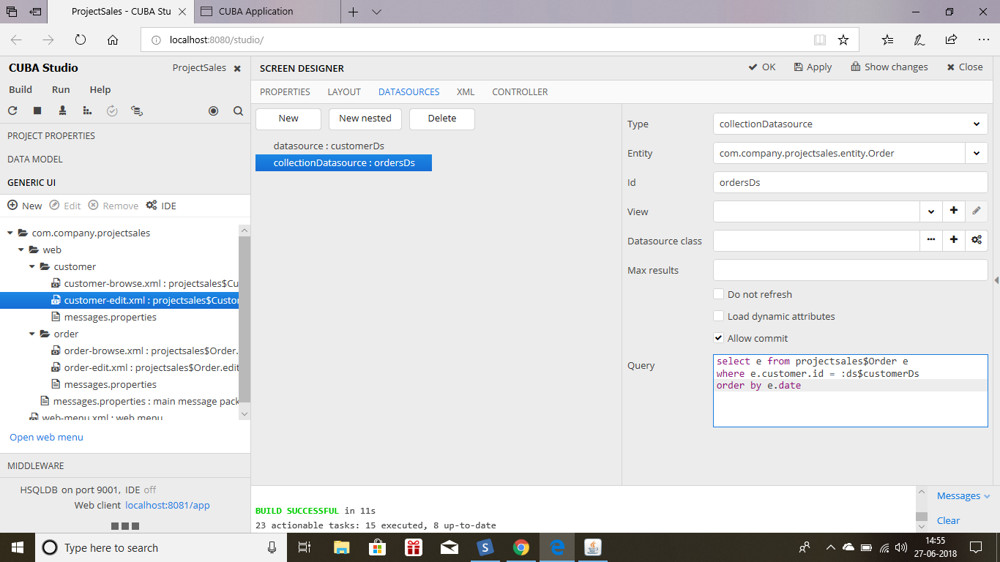 ProjectSales - CUBA Stu
CUBA Application
localhost:8080/studio/
CUBA Studio
ProjectSales
Build Run Help
PROJECT PROPERTIES
DATA MODEL
GENERIC UI
New Edit Remove IDE
com.company.projectsales
web
customer
customer-browse.xml : projectsales$Cu
customer-edit.xml : projectsales$Custor
messages.properties
order
order-browse.xml : projectsales$Order.
order-edit.xml : projectsales$Order.edit
messages.properties
messages.properties : main message pack
web-menu.xml : web menu
Open web menu
MIDDLEWARE
HSQLDB on port 9001, IDE off
Web client localhost:8081/app
SCREEN DESIGNER
OK Apply Show changes Close
PROPERTIES LAYOUT DATASOURCES XML CONTROLLER
New New nested Delete
datasource : customerDs
collectionDatasource : ordersDs
Type collectionDatasource
Entity com.company.projectsales.entity.Order
Id ordersDs
View
Datasource class
Max results
Do not refresh
Load dynamic attributes
Allow commit
Query
select e from projectsales$Order e
where e.customer.id = :ds$customerDs
order by e.date
BUILD SUCCESSFUL in 11s
23 actionable tasks: 15 executed, 8 up-to-date
Messages
Clear
Type here to search
14:55
27-06-2018